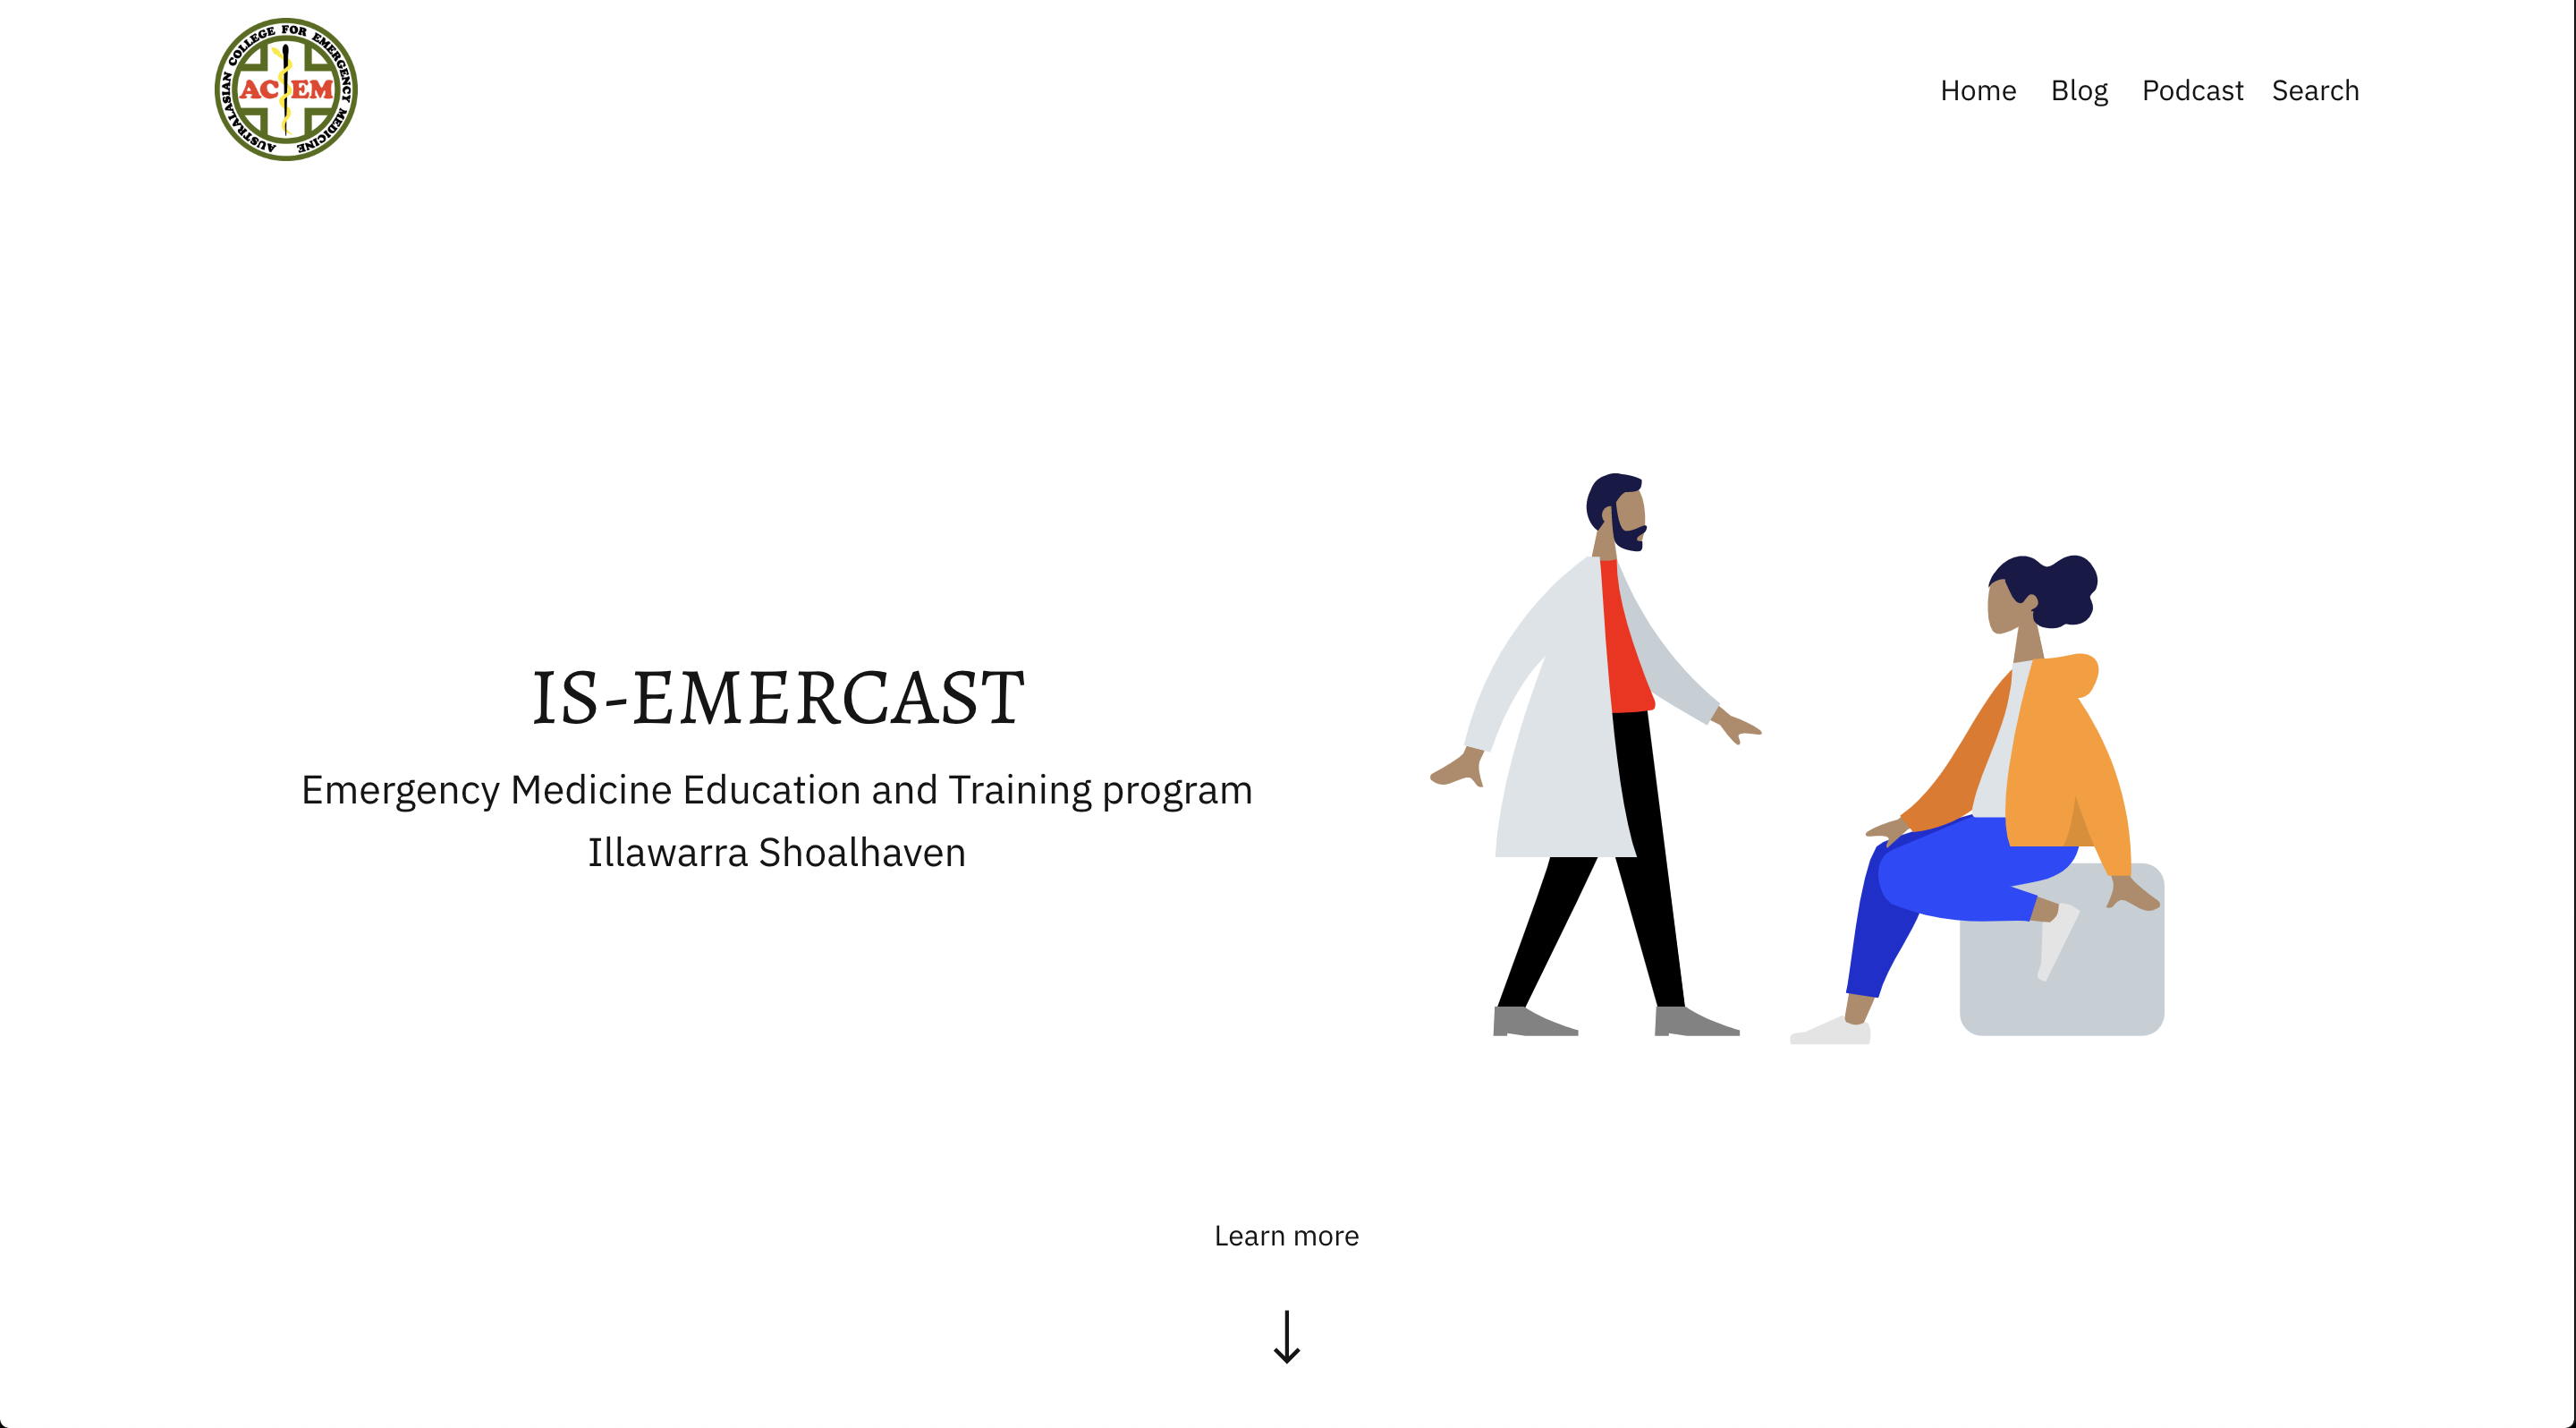 AUSTRALASIAN COLLEGE FOR EMERGENCY MEDICINE
ACEM
Home Blog Podcast Search
IS-EMERCAST
Emergency Medicine Education and Training program
Illawarra Shoalhaven
Learn more